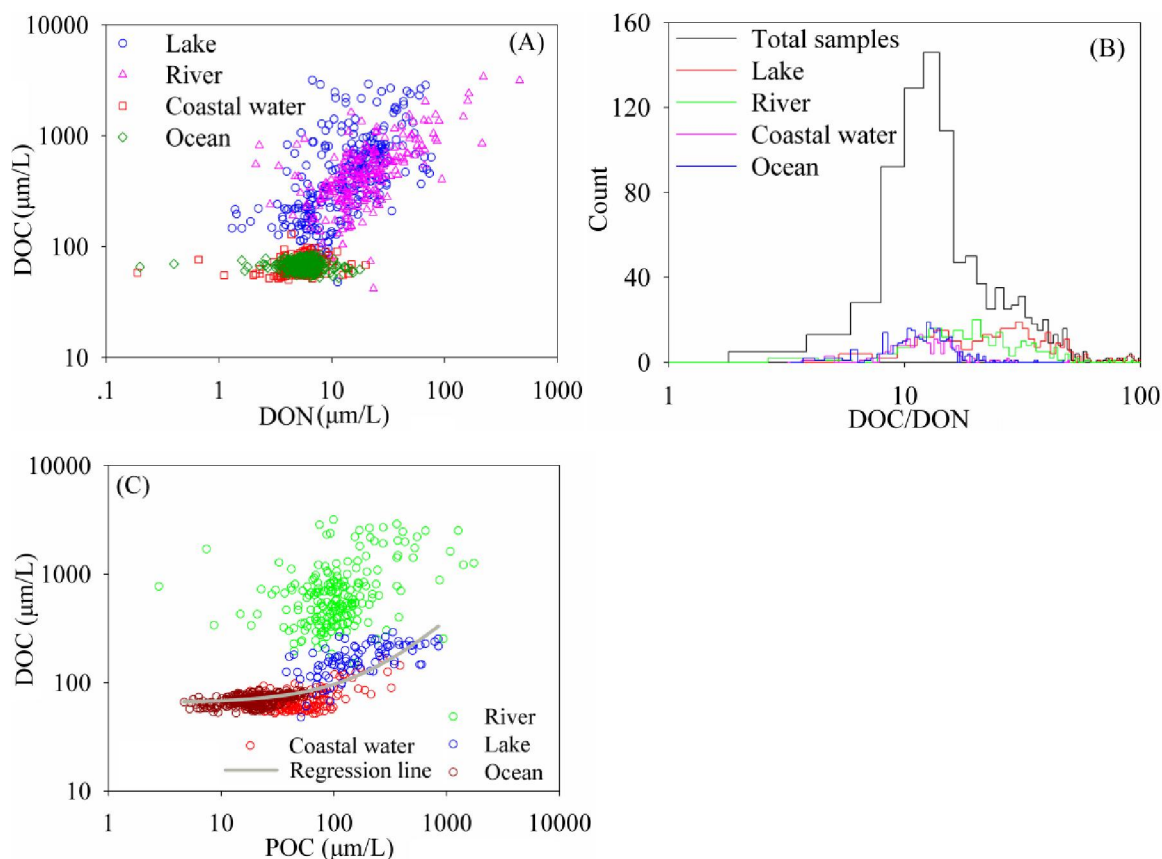 10000
(A)
Lake
River
1000
Coastal water
Ocean
DOC (μm/L)
100
10
.1 1 10 100 1000
DON (μm/L)
160
(B)
Total samples
Lake
120
River
Coastal water
Ocean
Count
80
40
0
1 10 100
DOC/DON
10000
(C)
1000
DOC (μm/L)
100
River
Coastal water
Lake
Regression line
Ocean
10
1 10 100 1000 10000
POC (μm/L)